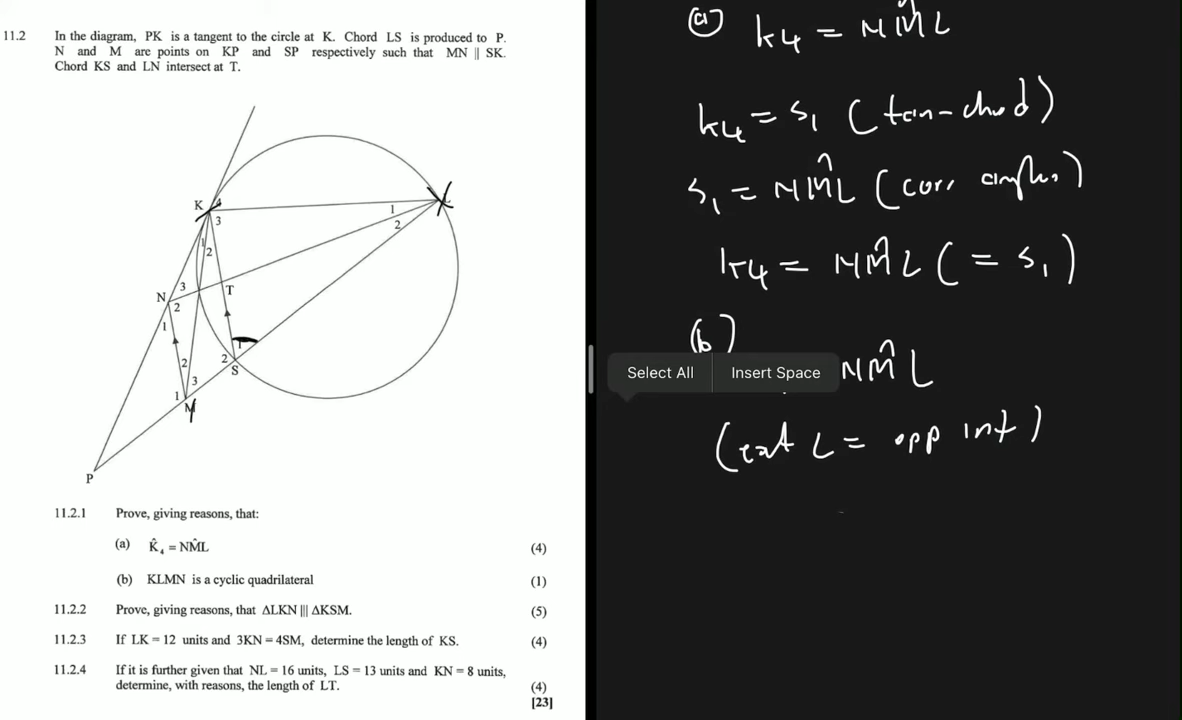 11.2 In the diagram, PK is a tangent to the circle at K. Chord LS is produced to P.
N and M are points on KP and SP respectively such that MN || SK.
Chord KS and LN intersect at T.
K
4
3
1
2
1
2
3
N
2
1
T
2
1
S
2
3
1
M
P
11.2.1 Prove, giving reasons, that:
(a) K̂₄ = NM̂L (4)
(b) KLMN is a cyclic quadrilateral (1)
11.2.2 Prove, giving reasons, that ΔLKN ||| ΔKSM. (5)
11.2.3 If LK = 12 units and 3KN = 4SM, determine the length of KS. (4)
11.2.4 If it is further given that NL = 16 units, LS = 13 units and KN = 8 units,
determine, with reasons, the length of LT. (4)
[23]
(a) k4 = NM̂L
k4 = s1 (tan-chod)
s1 = NM̂L (corr angles)
k4 = NM̂L (= s1)
(b)
Select All Insert Space
NM̂L
(ext L = opp int)